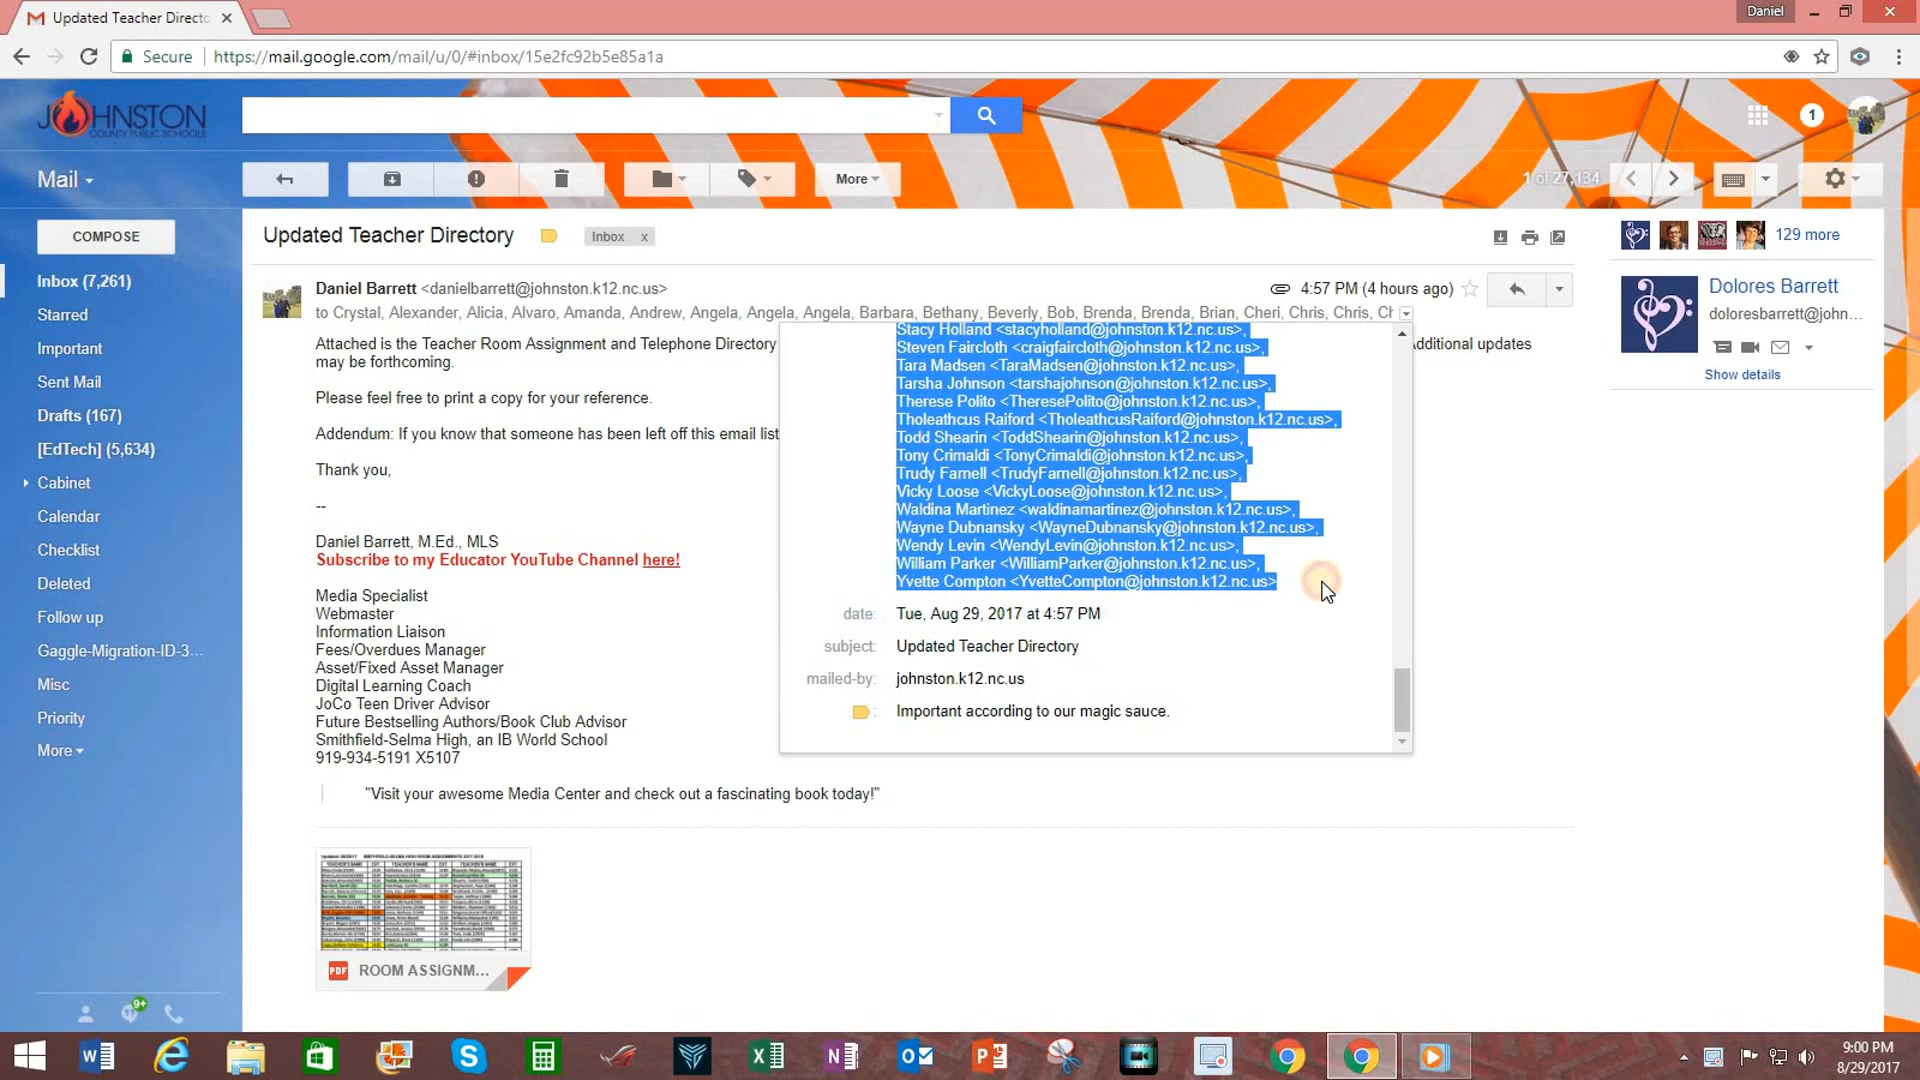 Updated Teacher Directo
Daniel
Secure
https://mail.google.com/mail/u/0/#inbox/15e2fc92b5e85a1a
JOHNSTON
COUNTY PUBLIC SCHOOLS
1
Mail
More
1 of 27,134
COMPOSE
Inbox (7,261)
Starred
Important
Sent Mail
Drafts (167)
[EdTech] (5,634)
Cabinet
Calendar
Checklist
Deleted
Follow up
Gaggle-Migration-ID-3...
Misc
Priority
More
9+
Updated Teacher Directory
Inbox x
Daniel Barrett <danielbarrett@johnston.k12.nc.us>
4:57 PM (4 hours ago)
to Crystal, Alexander, Alicia, Alvaro, Amanda, Andrew, Angela, Angela, Angela, Barbara, Bethany, Beverly, Bob, Brenda, Brenda, Brian, Cheri, Chris, Chris, Ch
Attached is the Teacher Room Assignment and Telephone Directory
dditional updates
may be forthcoming.
Please feel free to print a copy for your reference.
Addendum: If you know that someone has been left off this email list
Thank you,
--
Daniel Barrett, M.Ed., MLS
Subscribe to my Educator YouTube Channel here!
Media Specialist
Webmaster
Information Liaison
Fees/Overdues Manager
Asset/Fixed Asset Manager
Digital Learning Coach
JoCo Teen Driver Advisor
Future Bestselling Authors/Book Club Advisor
Smithfield-Selma High, an IB World School
919-934-5191 X5107
"Visit your awesome Media Center and check out a fascinating book today!"
PDF ROOM ASSIGNM...
Stacy Holland <stacyholland@johnston.k12.nc.us>,
Steven Faircloth <craigfaircloth@johnston.k12.nc.us>,
Tara Madsen <TaraMadsen@johnston.k12.nc.us>,
Tarsha Johnson <tarshajohnson@johnston.k12.nc.us>,
Therese Polito <TheresePolito@johnston.k12.nc.us>,
Tholeathcus Raiford <TholeathcusRaiford@johnston.k12.nc.us>,
Todd Shearin <ToddShearin@johnston.k12.nc.us>,
Tony Crimaldi <TonyCrimaldi@johnston.k12.nc.us>,
Trudy Farnell <TrudyFarnell@johnston.k12.nc.us>,
Vicky Loose <VickyLoose@johnston.k12.nc.us>,
Waldina Martinez <waldinamartinez@johnston.k12.nc.us>,
Wayne Dubnansky <WayneDubnansky@johnston.k12.nc.us>,
Wendy Levin <WendyLevin@johnston.k12.nc.us>,
William Parker <WilliamParker@johnston.k12.nc.us>,
Yvette Compton <YvetteCompton@johnston.k12.nc.us>
date: Tue, Aug 29, 2017 at 4:57 PM
subject: Updated Teacher Directory
mailed-by: johnston.k12.nc.us
: Important according to our magic sauce.
129 more
Dolores Barrett
doloresbarrett@john...
Show details
9:00 PM
8/29/2017